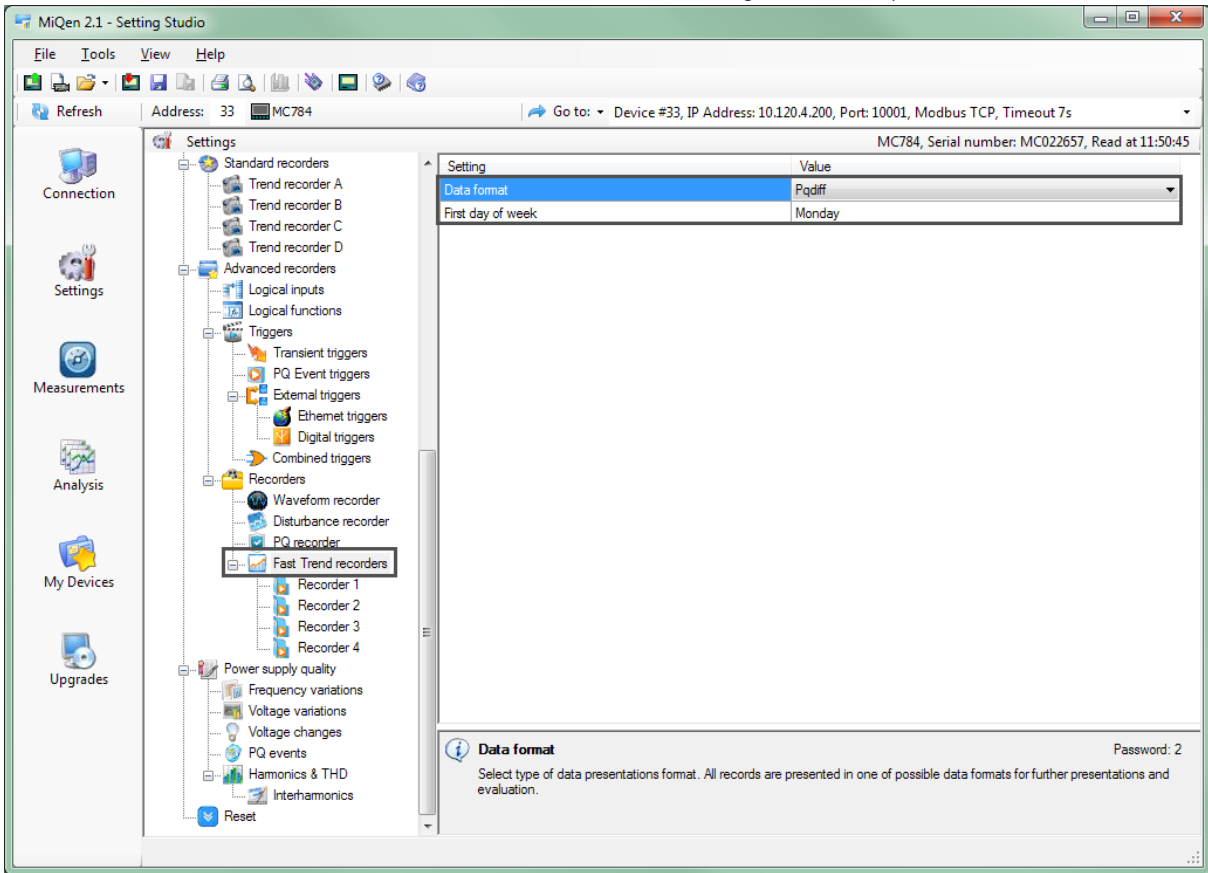 MiQen 2.1 - Setting Studio
File Tools View Help
Refresh Address: 33 MC784 Go to: Device #33, IP Address: 10.120.4.200, Port: 10001, Modbus TCP, Timeout 7s
Settings MC784, Serial number: MC022657, Read at 11:50:45
Connection
Settings
Measurements
Analysis
My Devices
Upgrades
Standard recorders
Trend recorder A
Trend recorder B
Trend recorder C
Trend recorder D
Advanced recorders
Logical inputs
Logical functions
Triggers
Transient triggers
PQ Event triggers
External triggers
Ethernet triggers
Digital triggers
Combined triggers
Recorders
Waveform recorder
Disturbance recorder
PQ recorder
Fast Trend recorders
Recorder 1
Recorder 2
Recorder 3
Recorder 4
Power supply quality
Frequency variations
Voltage variations
Voltage changes
PQ events
Harmonics & THD
Interharmonics
Reset
Setting Value
Data format Pqdiff
First day of week Monday
Data format Password: 2
Select type of data presentations format. All records are presented in one of possible data formats for further presentations and
evaluation.